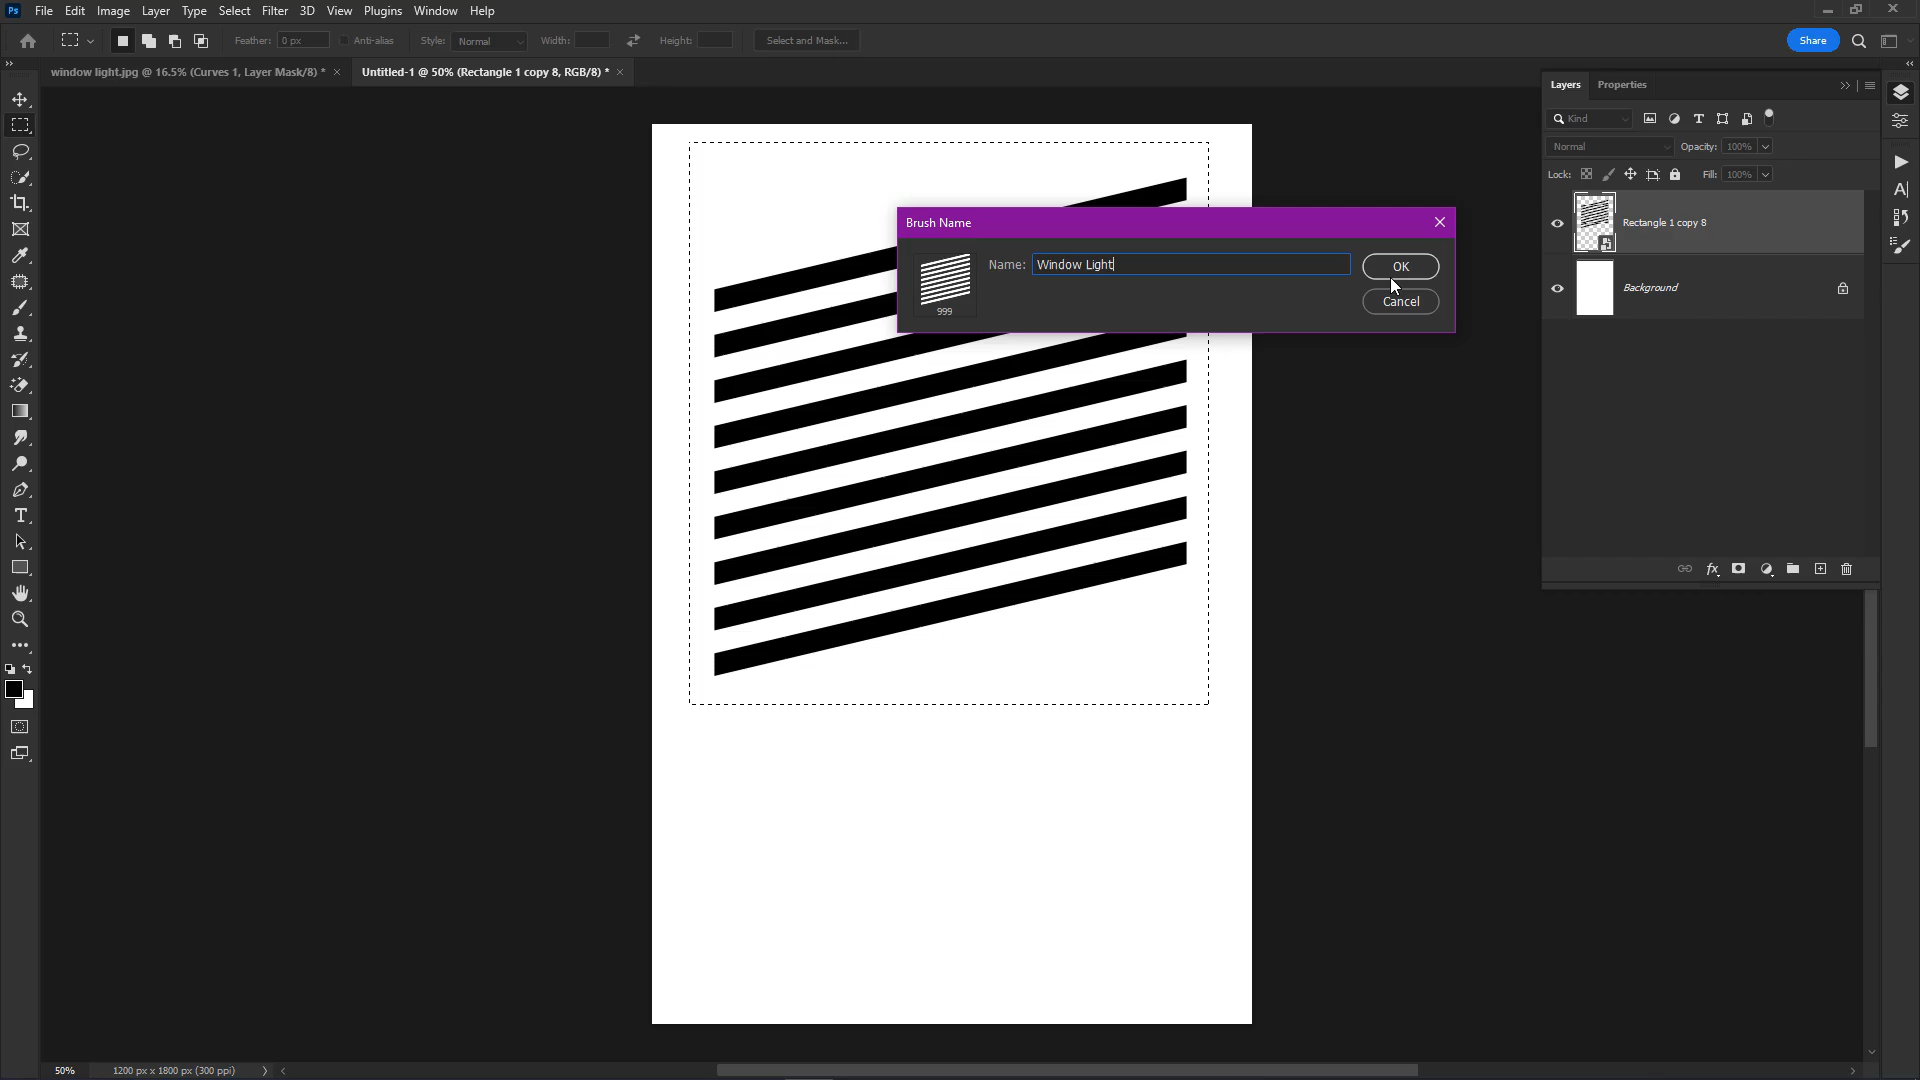 Ps File Edit Image Layer Type Select Filter 3D View Plugins Window Help
Feather: 0 px Anti-alias Style: Normal Width: Height: Select and Mask... Share
window light.jpg @ 16.5% (Curves 1, Layer Mask/8) * × Untitled-1 @ 50% (Rectangle 1 copy 8, RGB/8) * ×
Layers Properties
Kind
Normal Opacity: 100%
Lock: Fill: 100%
Rectangle 1 copy 8
Background
Brush Name
Name: Window Light OK
Cancel
999
50% 1200 px x 1800 px (300 ppi)